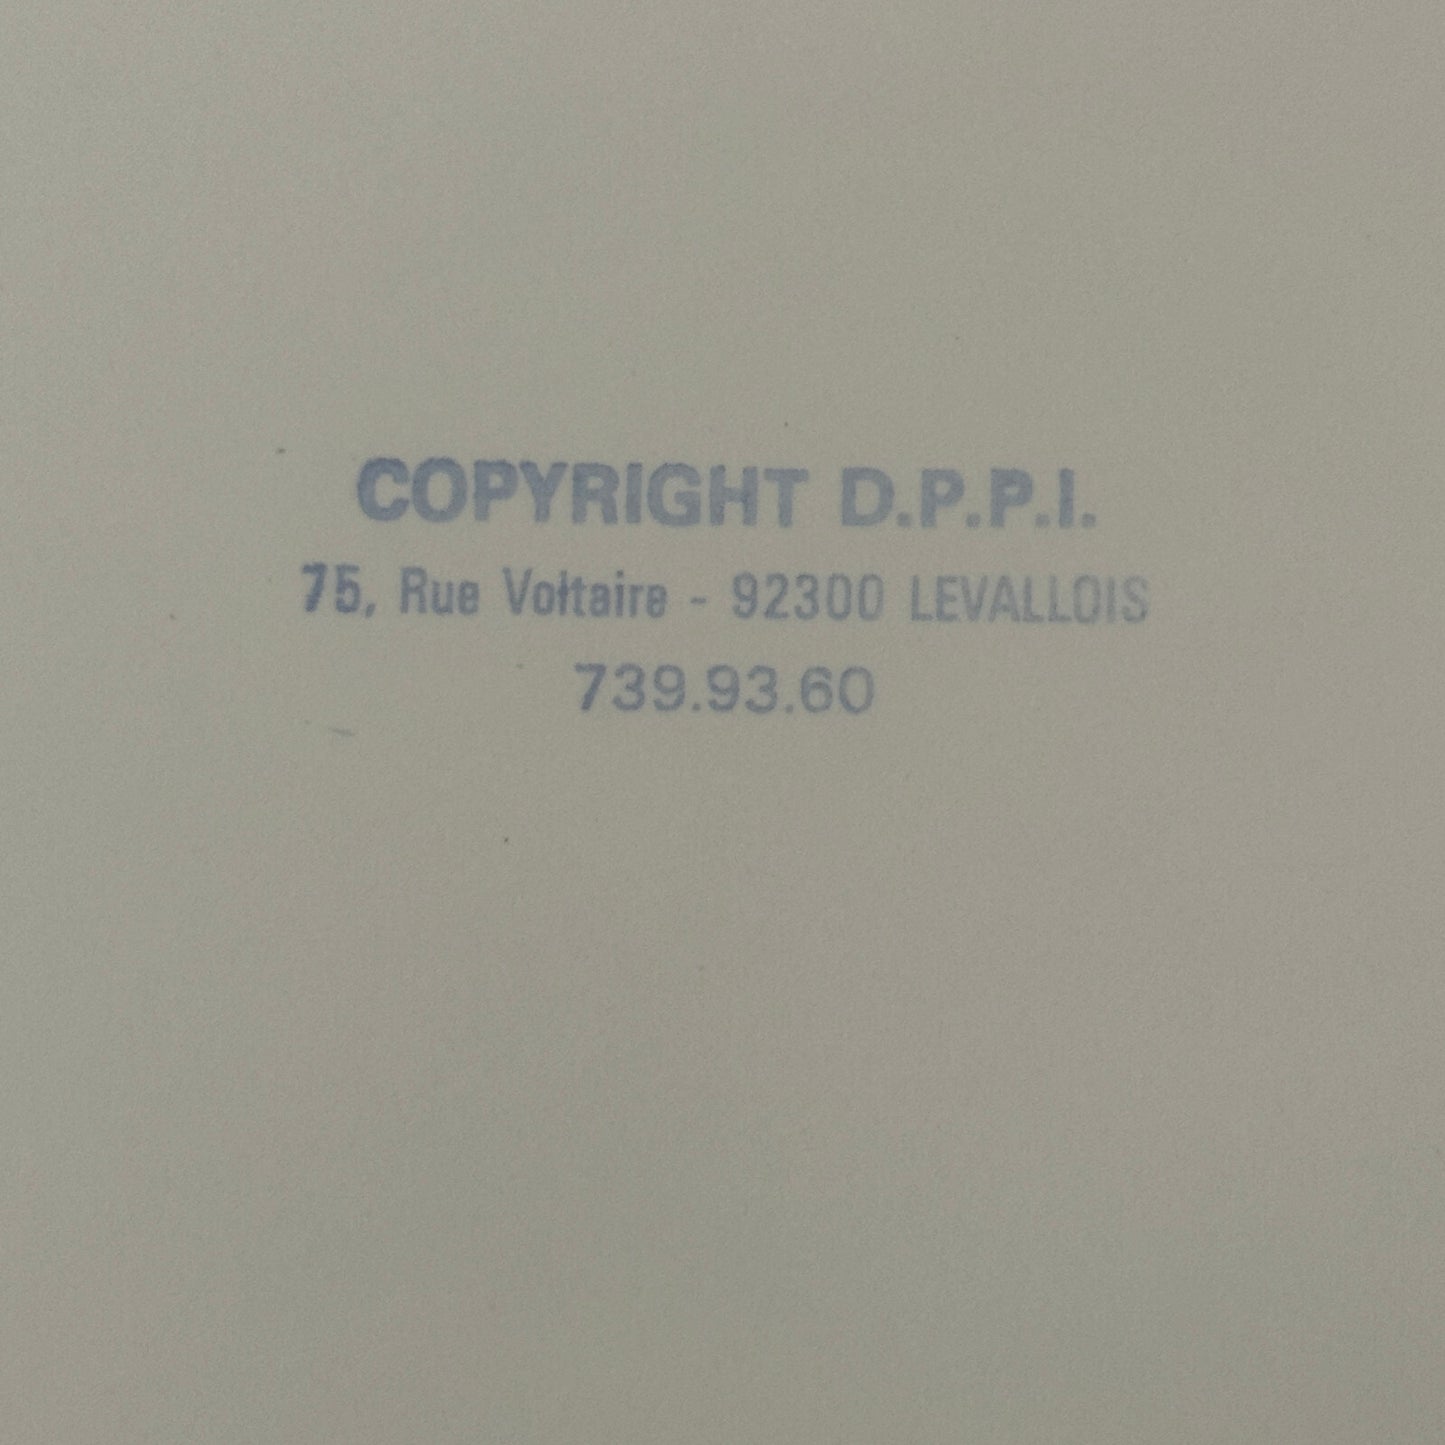 COPYRIGHT D.P.P.I.
75, Rue Voltaire - 92300 LEVALLOIS
739.93.60